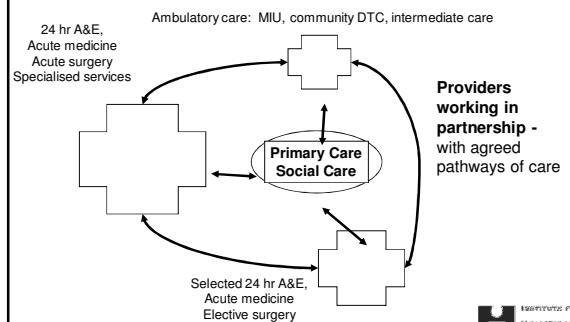 Ambulatory care: MIU, community DTC, intermediate care
24 hr A&E,
Acute medicine
Acute surgery
Specialised services
Providers
working in
partnership -
with agreed
pathways of care
Primary Care
Social Care
Selected 24 hr A&E,
Acute medicine
Elective surgery